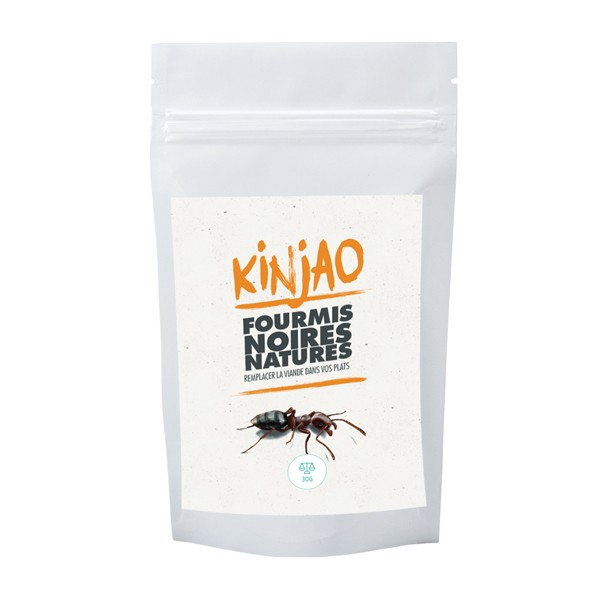 KINJAO
FOURMIS
NOIRES
NATURES
REMPLACER LA VIANDE DANS VOS PLATS
30G